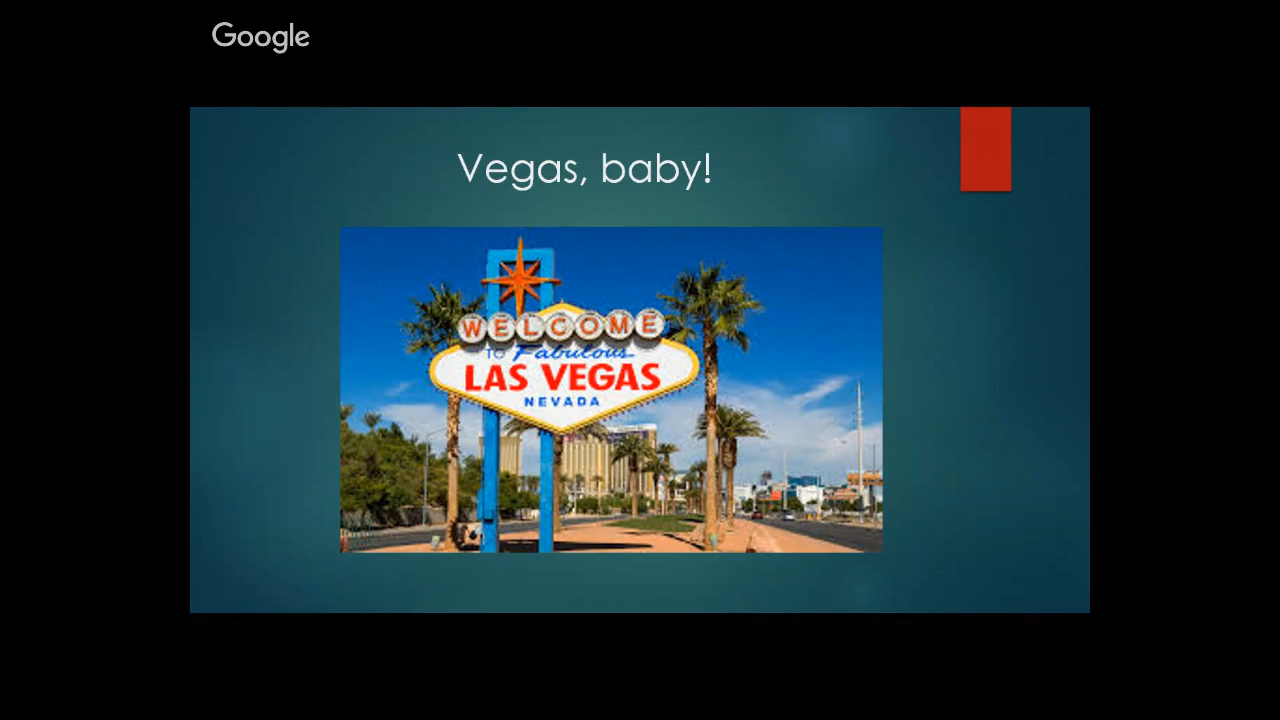 Google
Vegas, baby!
WELCOME
TO Fabulous
LAS VEGAS
NEVADA